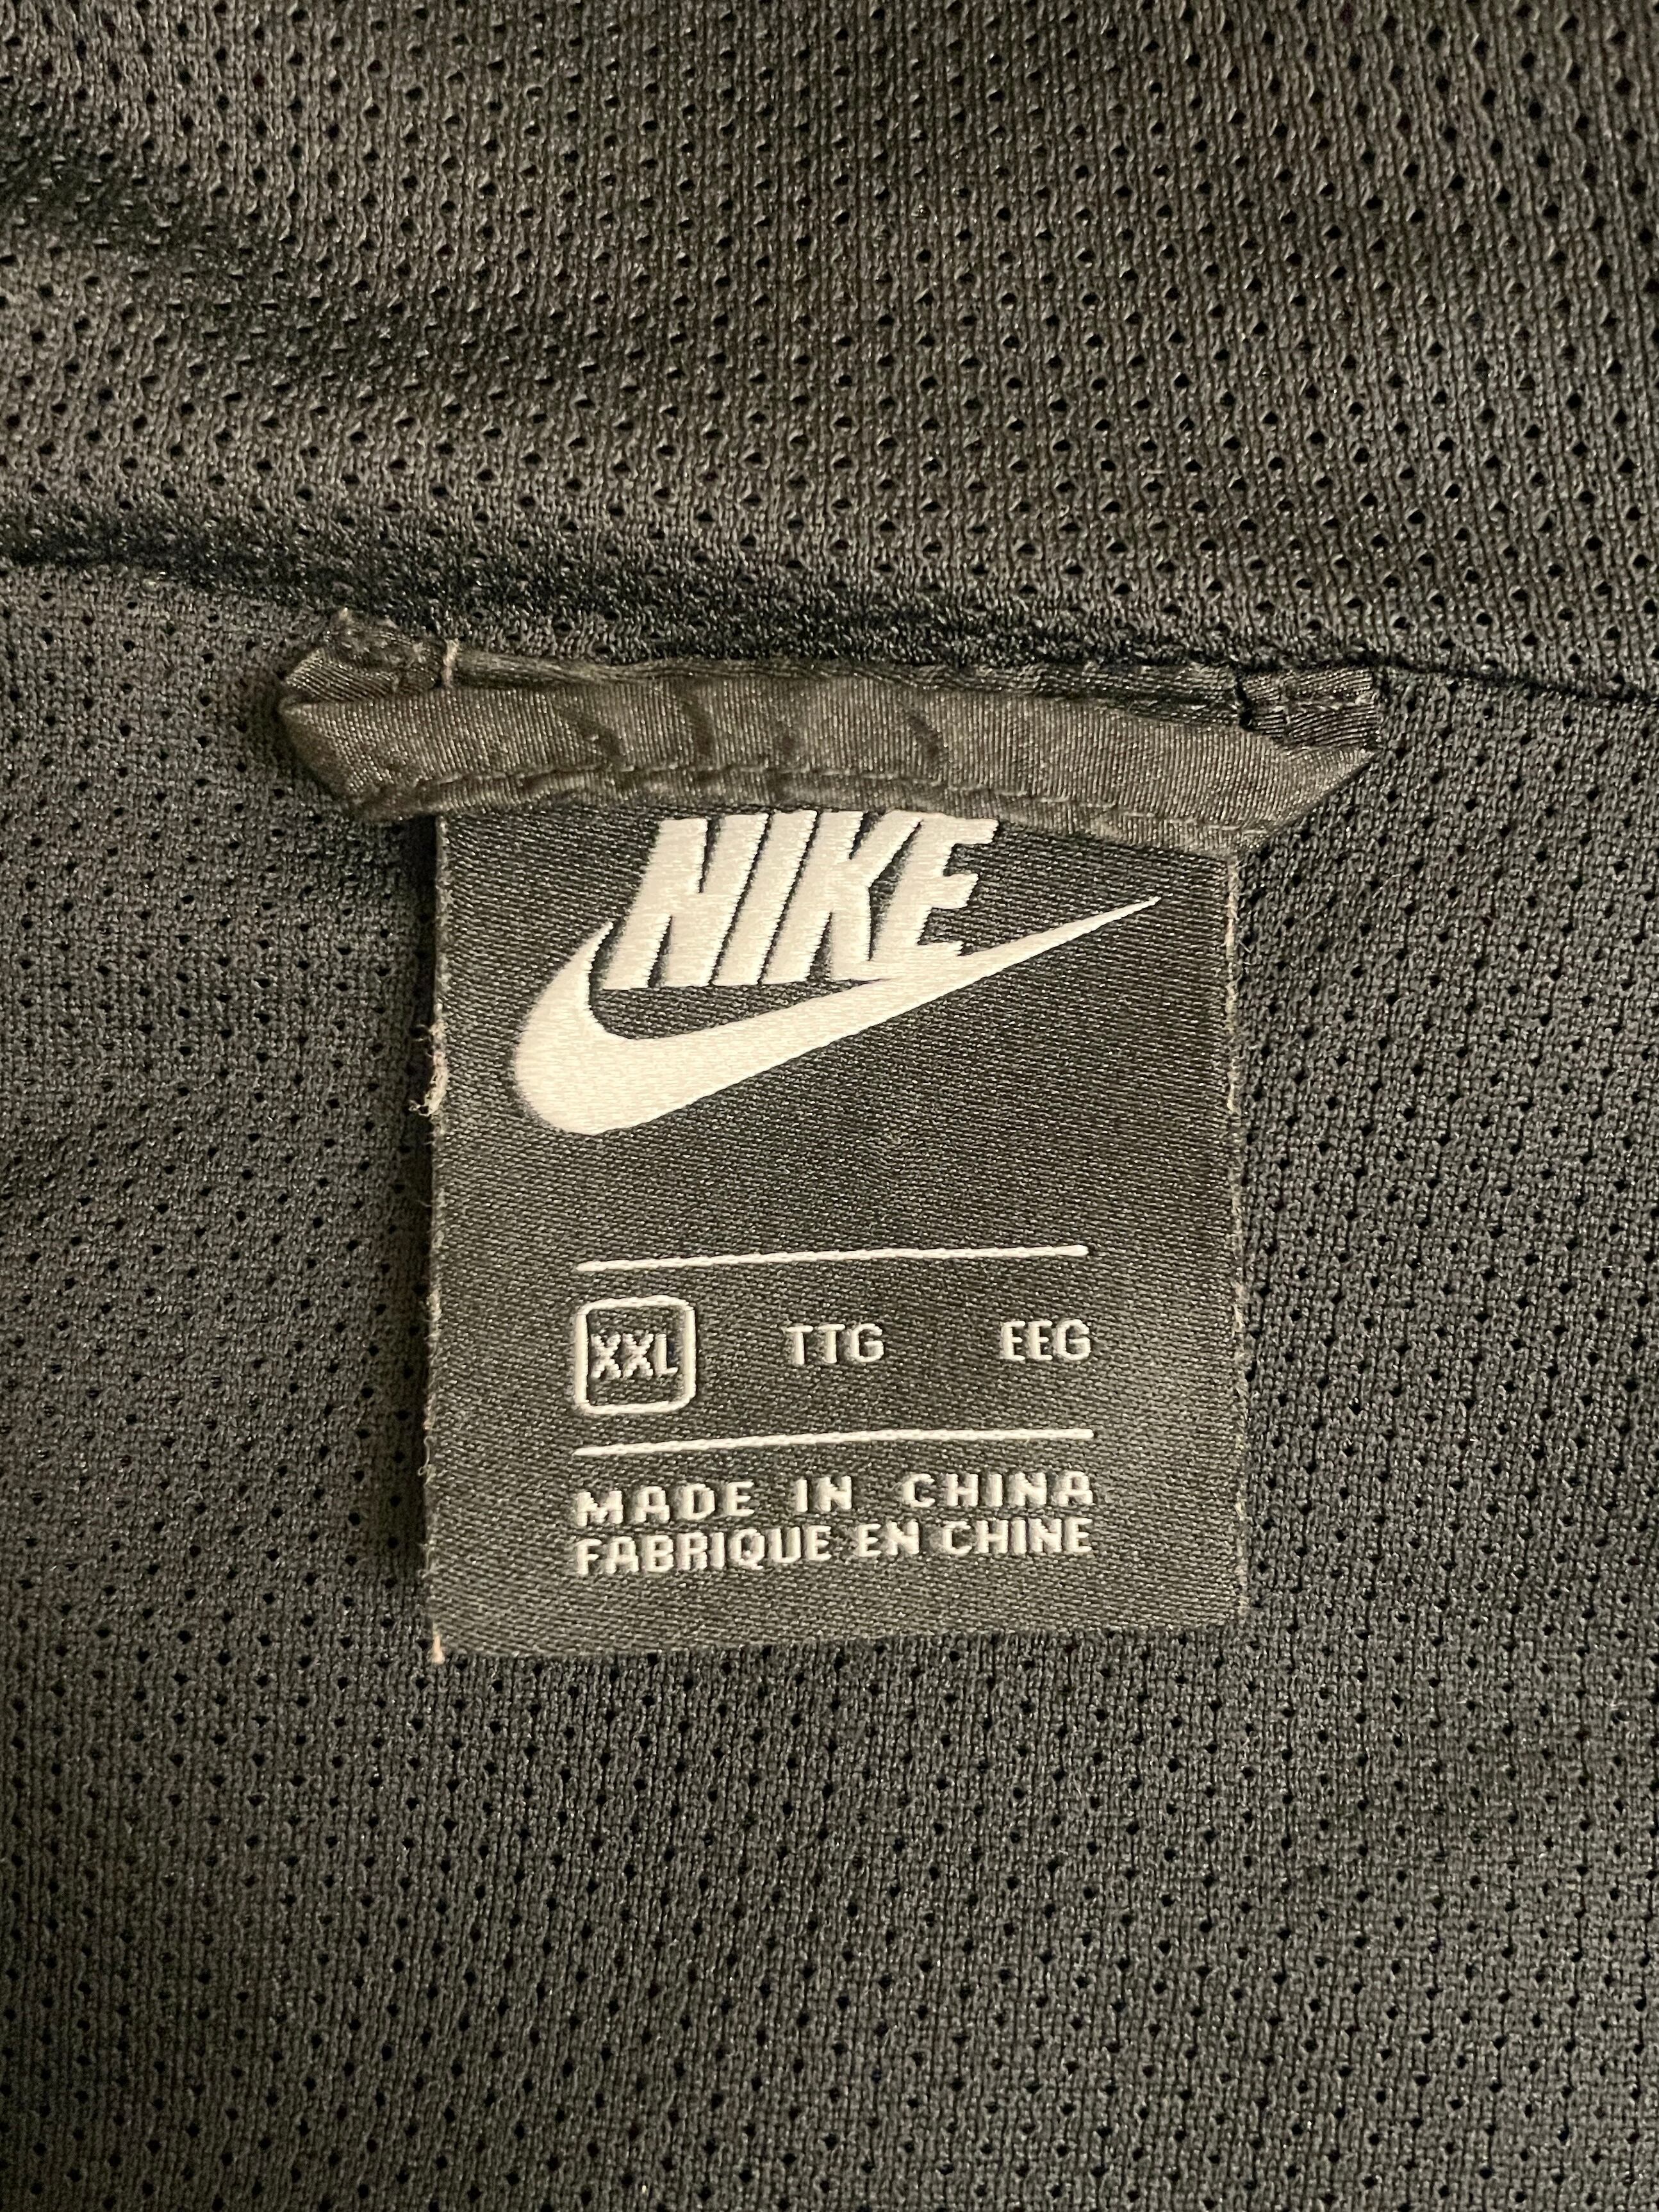 NIKE
XXL TTG EEG
MADE IN CHINA
FABRIQUE EN CHINE